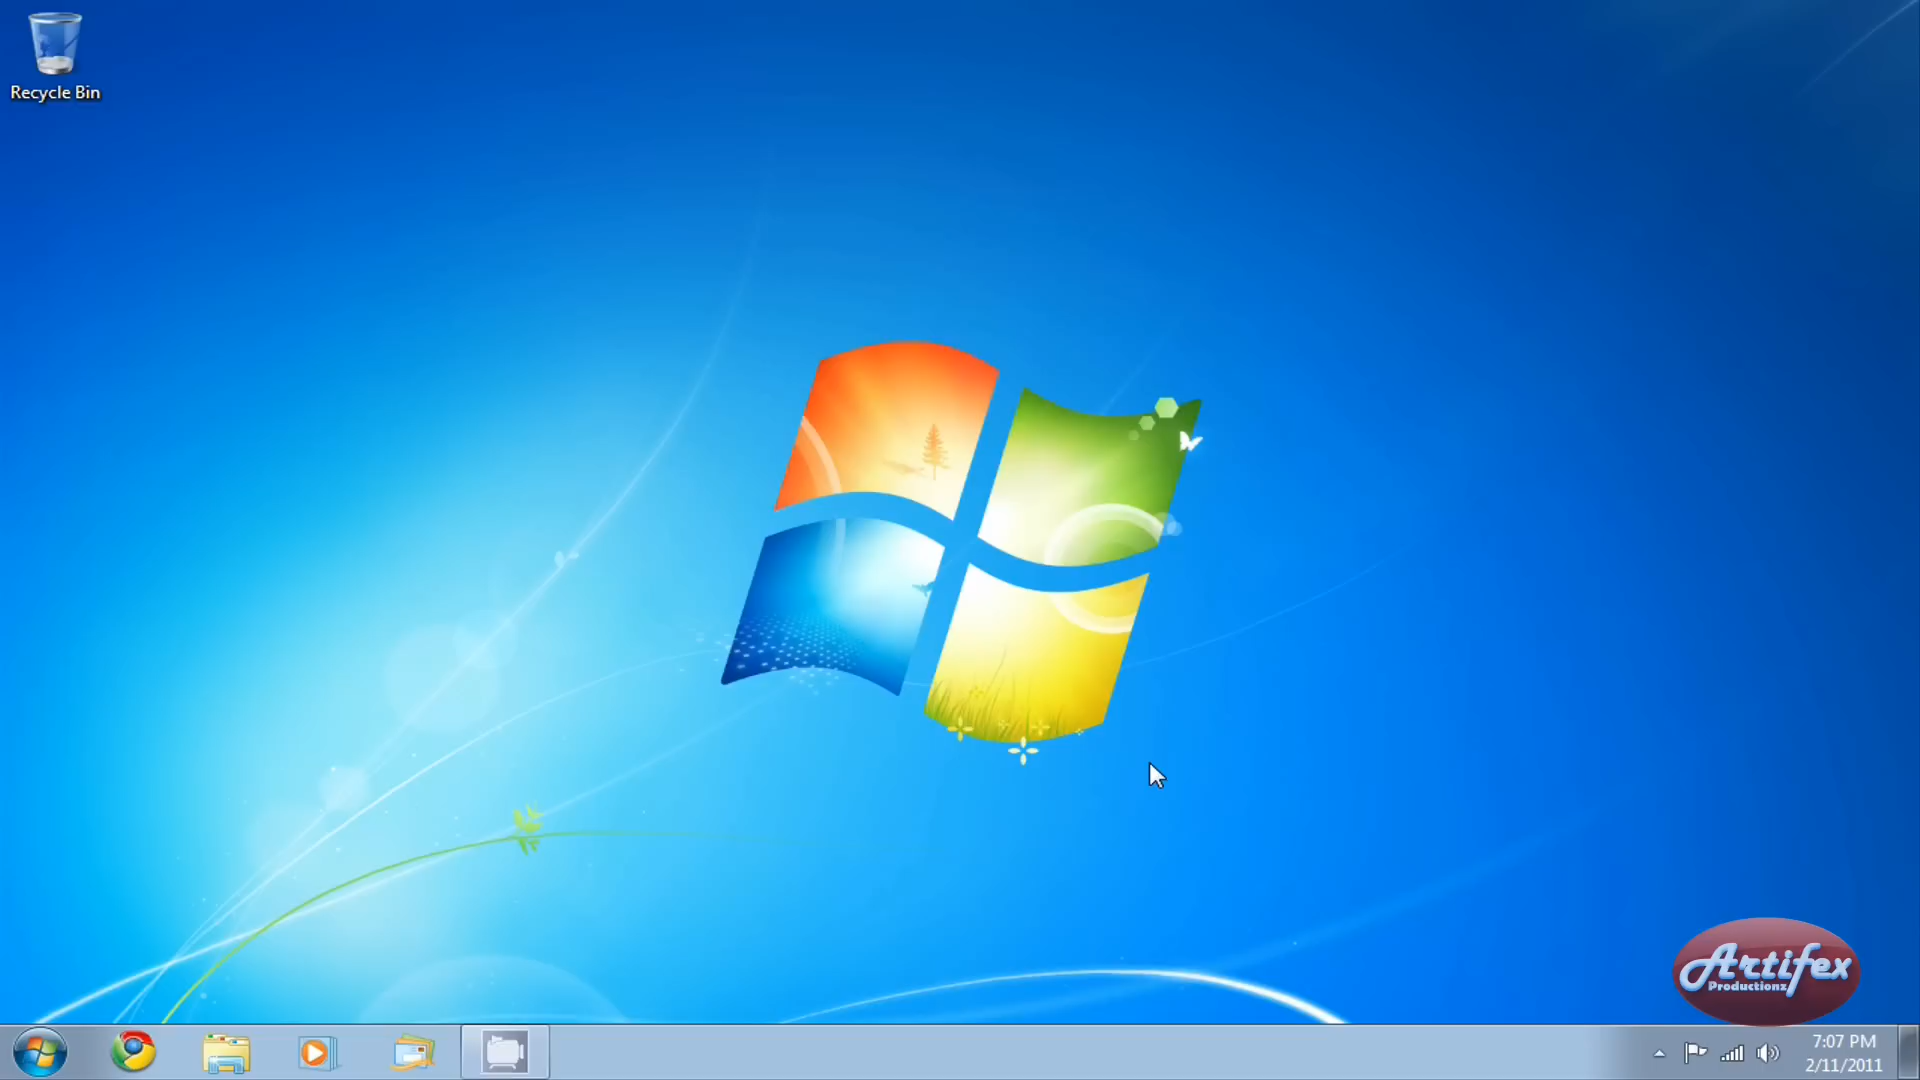 Recycle Bin
Artifex
Productionz
7:07 PM
2/11/2011